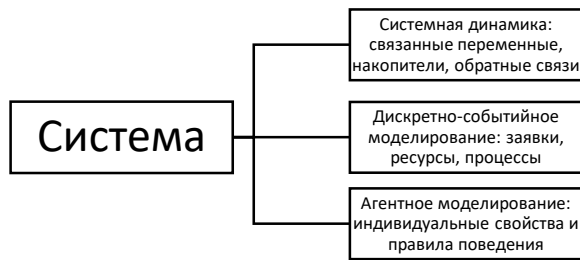 Система
Системная динамика:
связанные переменные,
накопители, обратные связи
Дискретно-событийное
моделирование: заявки,
ресурсы, процессы
Агентное моделирование:
индивидуальные свойства и
правила поведения